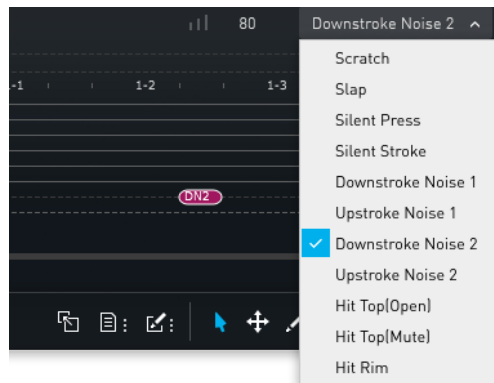 80
Downstroke Noise 2
Scratch
-1
1-2
1-3
Slap
Silent Press
Silent Stroke
Downstroke Noise 1
DN2
Upstroke Noise 1
Downstroke Noise 2
Upstroke Noise 2
Hit Top(Open)
Hit Top(Mute)
Hit Rim